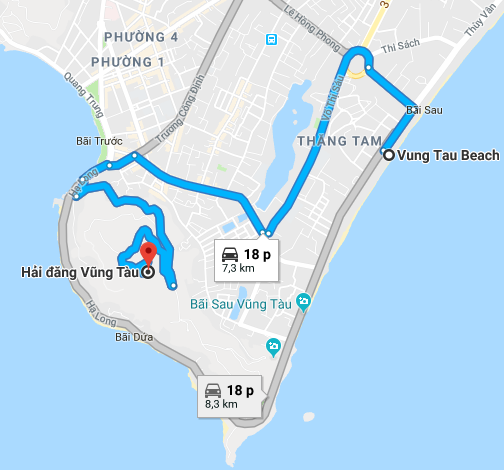 Lê Hồng Phong
3
Thủy Vân
Thi Sách
PHƯỜNG 4
PHƯỜNG 1
Quang Trung
Trương Công Định
Võ Thị Sáu
Bãi Sau
Bãi Trước
THẮNG TAM
Vung Tau Beach
Hạ Long
18 p
7,3 km
Hải đăng Vũng Tàu
Bãi Sau Vũng Tàu
Hạ Long
Bãi Dứa
18 p
8,3 km